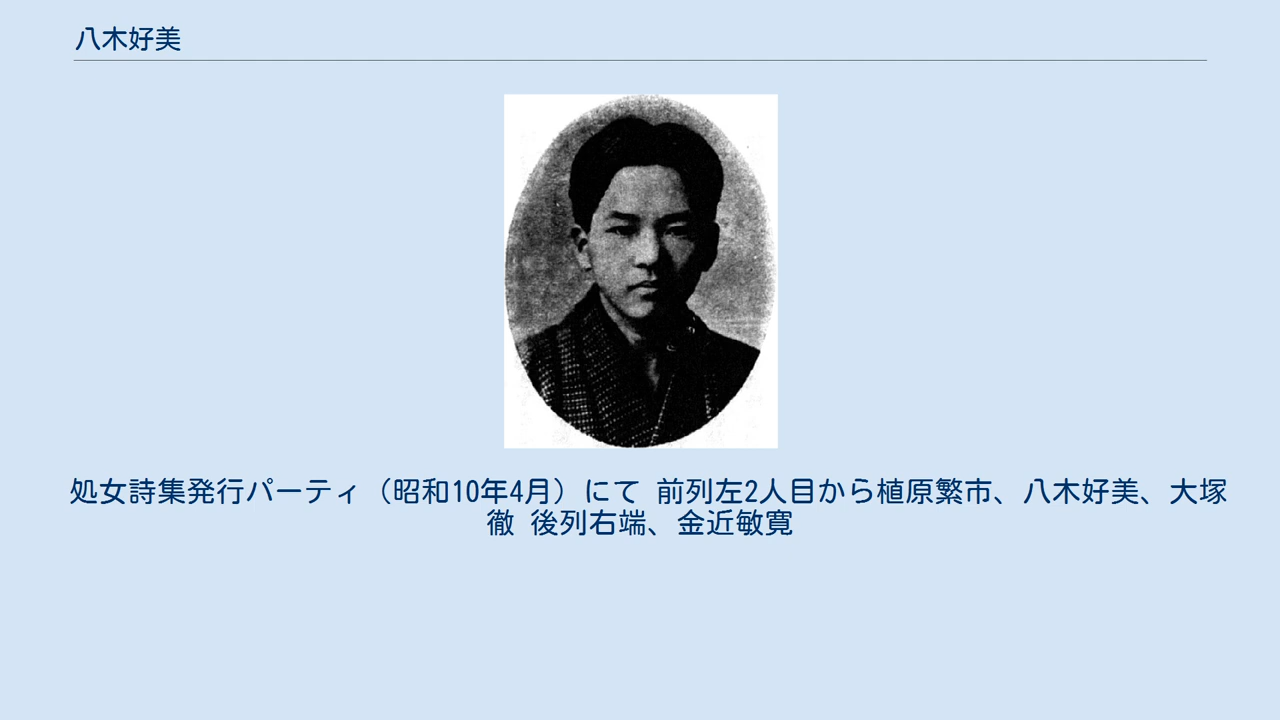 八木好美
処女詩集発行パーティ（昭和10年4月）にて 前列左2人目から植原繁市、八木好美、大塚
徹 後列右端、金近敏寛